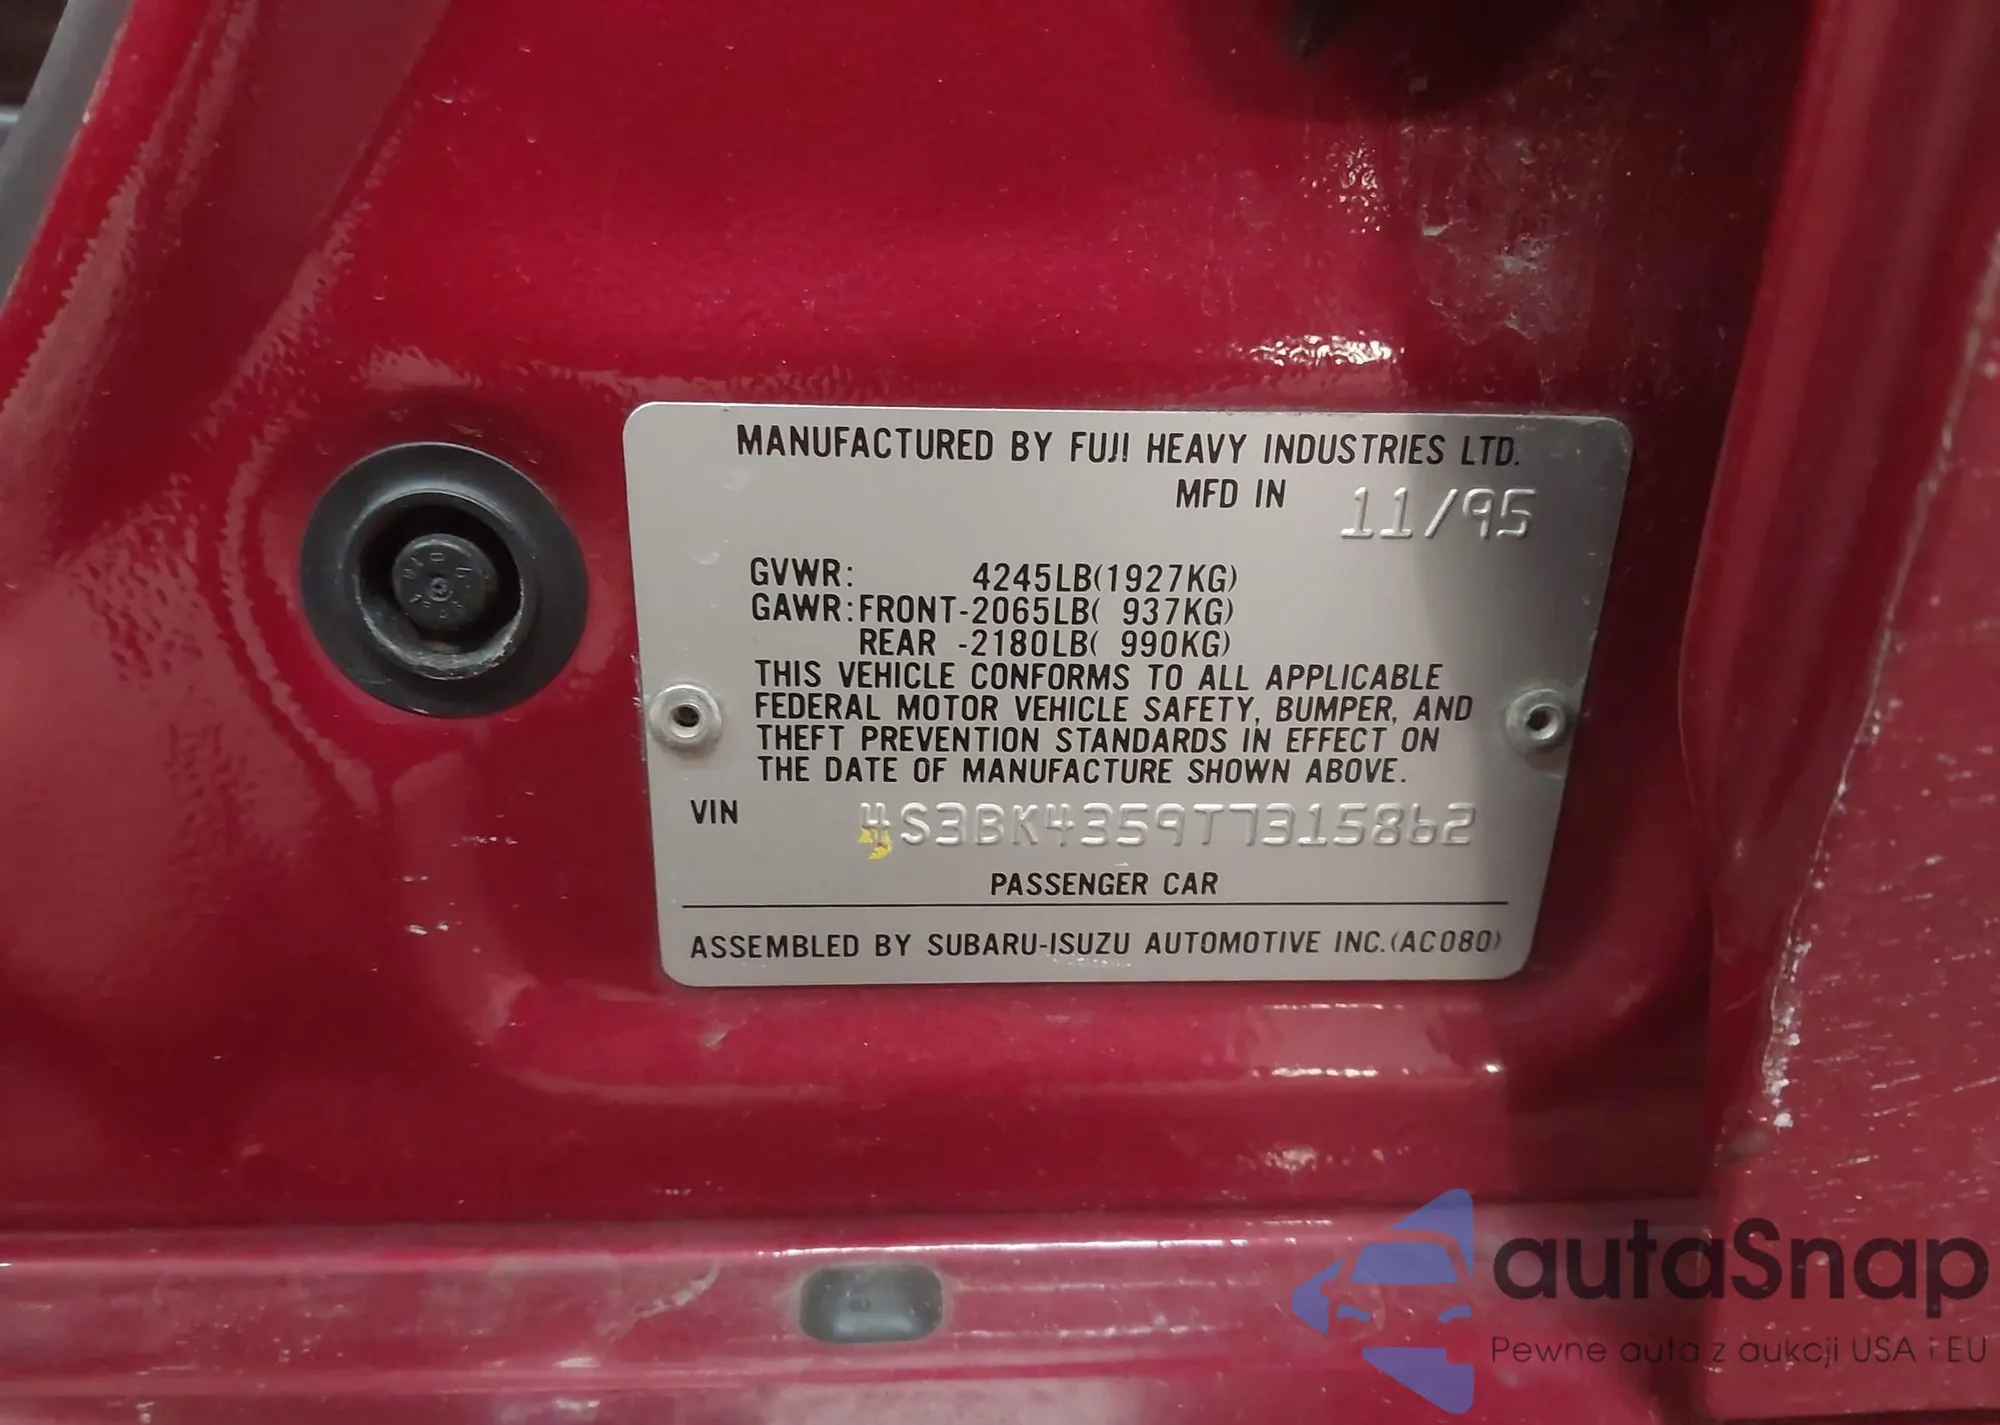 MANUFACTURED BY FUJI HEAVY INDUSTRIES LTD.
MFD IN 11/95
GVWR: 4245LB(1927KG)
GAWR:FRONT-2065LB( 937KG)
REAR -2180LB( 990KG)
THIS VEHICLE CONFORMS TO ALL APPLICABLE
FEDERAL MOTOR VEHICLE SAFETY, BUMPER, AND
THEFT PREVENTION STANDARDS IN EFFECT ON
THE DATE OF MANUFACTURE SHOWN ABOVE.
VIN 4S3BK4359T7315862
PASSENGER CAR
ASSEMBLED BY SUBARU-ISUZU AUTOMOTIVE INC.(AC080)
autaSnap
Pewne auta z aukcji USA i EU